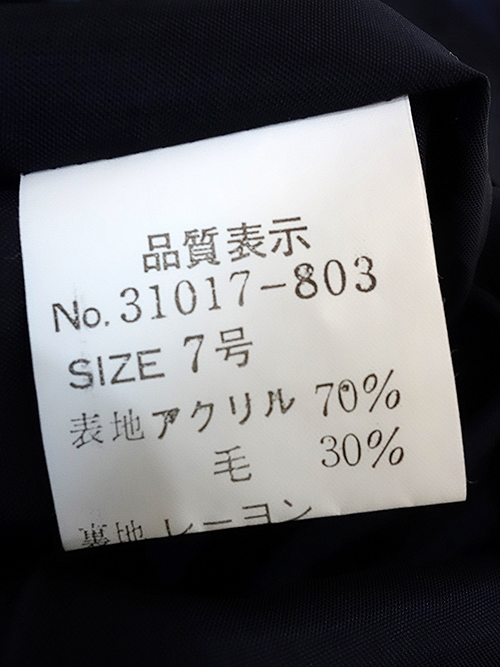 品質表示
No. 31017-803
SIZE 7号
表地 アクリル 70%
毛 30%
裏地 レーヨン